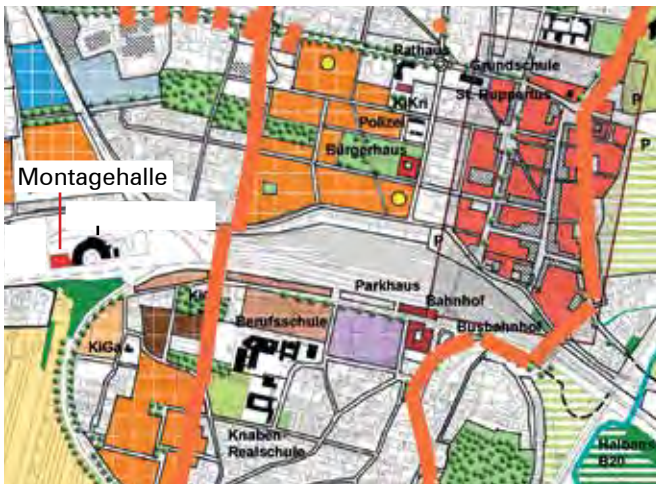 Rathaus
Grundschule
St. Ruppertus
KiKri
Polizei
P
Bürgerhaus
P
Montagehalle
P
Parkhaus
Bahnhof
Berufsschule
Busbahnhof
KiGa
Knaben-
Realschule
B20